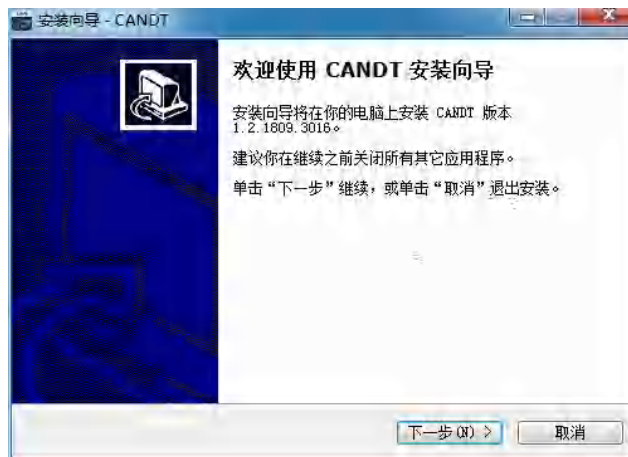 安装向导 - CANDT
欢迎使用 CANDT 安装向导
安装向导将在你的电脑上安装 CANDT 版本
1.2.1809.3016。
建议你在继续之前关闭所有其它应用程序。
单击“下一步”继续，或单击“取消”退出安装。
下一步(N) >
取消